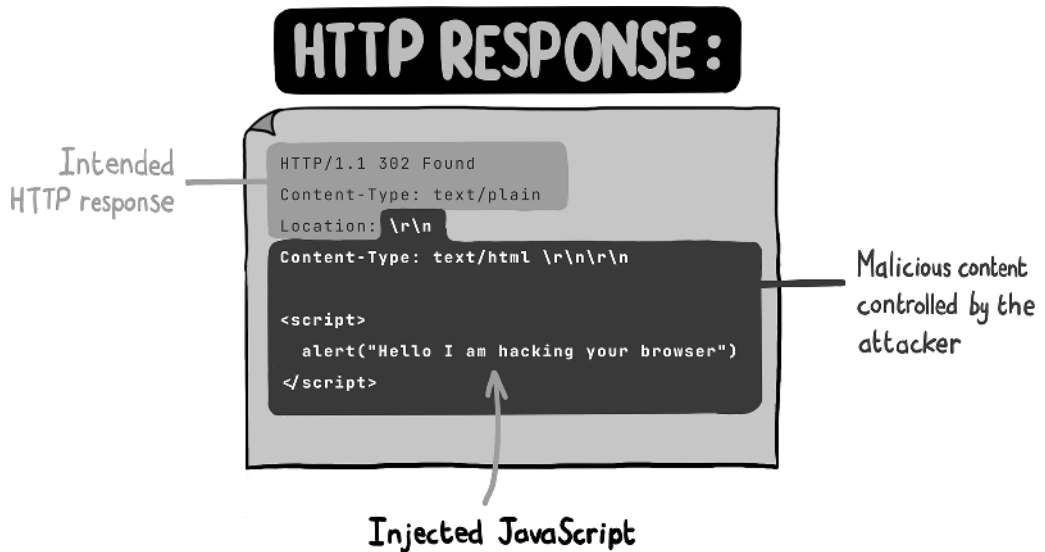 HTTP RESPONSE:
Intended
HTTP response
HTTP/1.1 302 Found
Content-Type: text/plain
Location: \r\n
Content-Type: text/html \r\n\r\n
<script>
alert("Hello I am hacking your browser")
</script>
Malicious content
controlled by the
attacker
Injected JavaScript